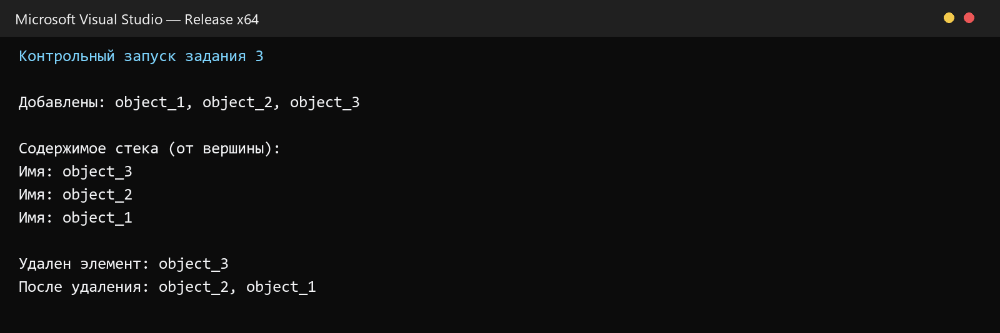 Microsoft Visual Studio — Release x64
Контрольный запуск задания 3
Добавлены: object_1, object_2, object_3
Содержимое стека (от вершины):
Имя: object_3
Имя: object_2
Имя: object_1
Удален элемент: object_3
После удаления: object_2, object_1